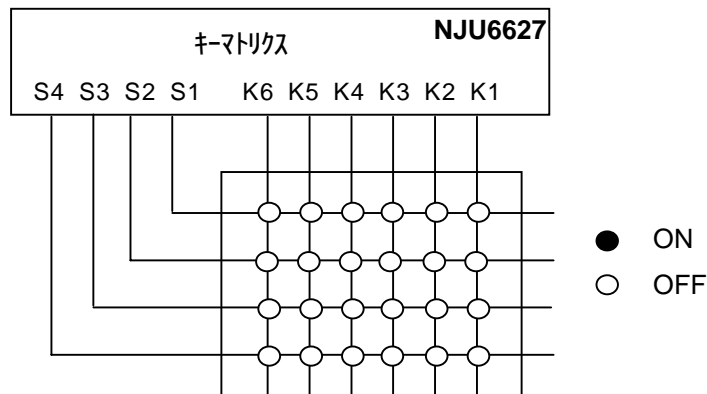 NJU6627
ｷｰﾏﾄﾘｸｽ
S4 S3 S2 S1 K6 K5 K4 K3 K2 K1
ON
OFF